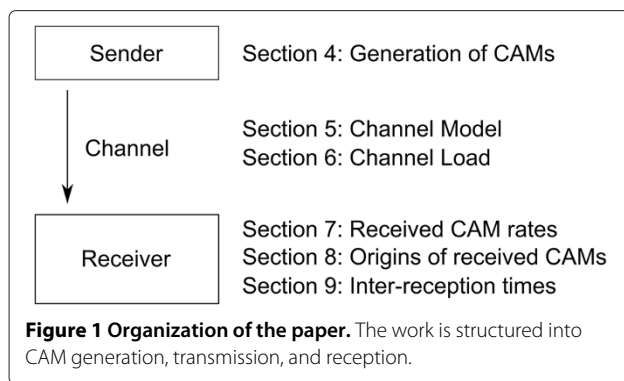 Sender
Section 4: Generation of CAMs
Channel
Section 5: Channel Model
Section 6: Channel Load
Receiver
Section 7: Received CAM rates
Section 8: Origins of received CAMs
Section 9: Inter-reception times
Figure 1 Organization of the paper. The work is structured into
CAM generation, transmission, and reception.